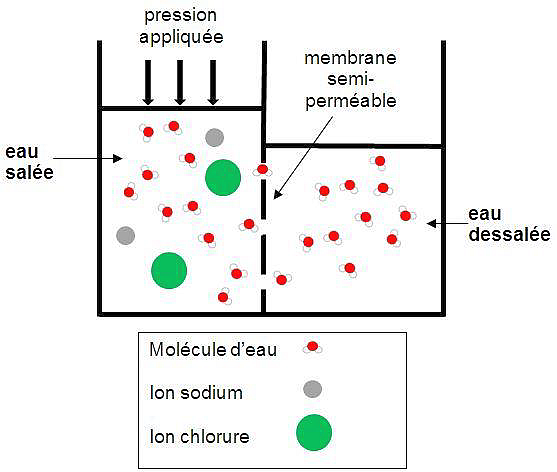 pression
appliquée
membrane
semi-
perméable
eau
salée
eau
dessalée
Molécule d'eau
Ion sodium
Ion chlorure